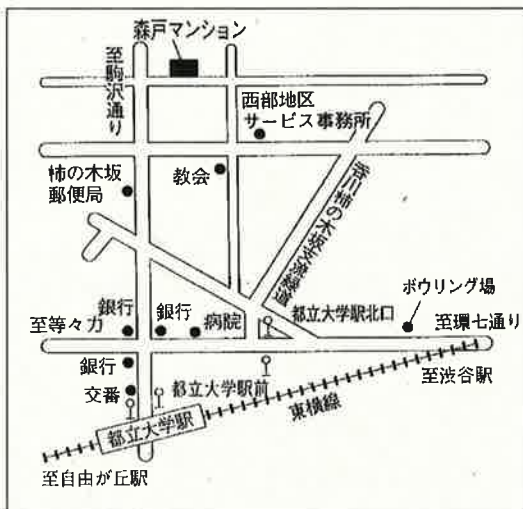 森戸マンション
至駒沢通り
西部地区
サービス事務所
柿の木坂
郵便局
教会
呑川柿の木坂支流緑道
ボウリング場
銀行
銀行
病院
都立大学駅北口
至等々力
至環七通り
銀行
都立大学駅前
至渋谷駅
交番
東横線
都立大学駅
至自由が丘駅